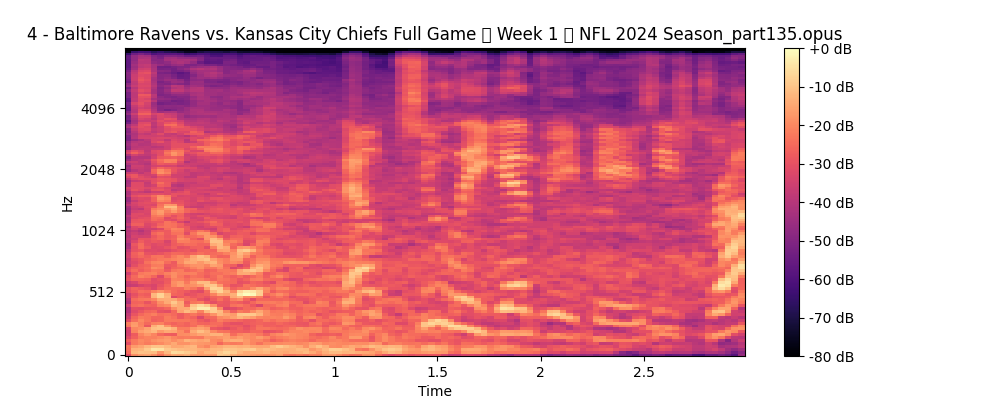 4 - Baltimore Ravens vs. Kansas City Chiefs Full Game ▯ Week 1 ▯ NFL 2024 Season_part135.opus
+0 dB
-10 dB
4096
-20 dB
2048
-30 dB
Hz
1024
-40 dB
-50 dB
512
-60 dB
-70 dB
0
-80 dB
0 0.5 1 1.5 2 2.5
Time